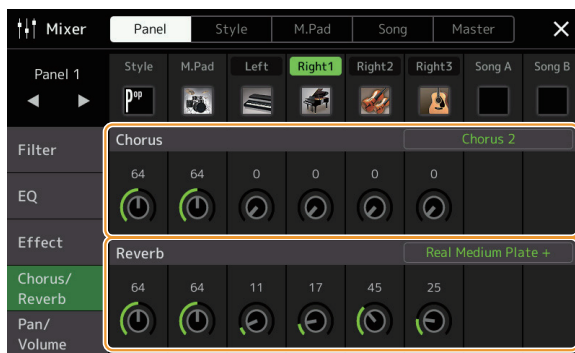 Mixer Panel Style M.Pad Song Master
Panel 1
Style M.Pad Left Right1 Right2 Right3 Song A Song B
Pop
Filter
EQ
Effect
Chorus/
Reverb
Pan/
Volume
Chorus Chorus 2
64 64 0 0 0 0
Reverb Real Medium Plate +
64 64 11 17 45 25